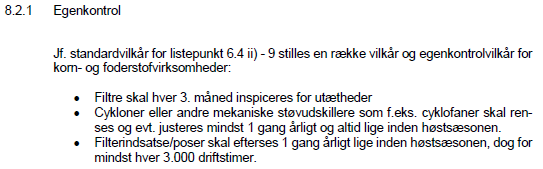 8.2.1 Egenkontrol
Jf. standardvilkår for listepunkt 6.4 ii) - 9 stilles en række vilkår og egenkontrolvilkår for
korn- og foderstofvirksomheder:
• Filtre skal hver 3. måned inspiceres for utætheder
• Cykloner eller andre mekaniske støvudskillere som f.eks. cyklofaner skal ren-
ses og evt. justeres mindst 1 gang årligt og altid lige inden høstsæsonen.
• Filterindsatse/poser skal efterses 1 gang årligt lige inden høstsæsonen, dog for
mindst hver 3.000 driftstimer.